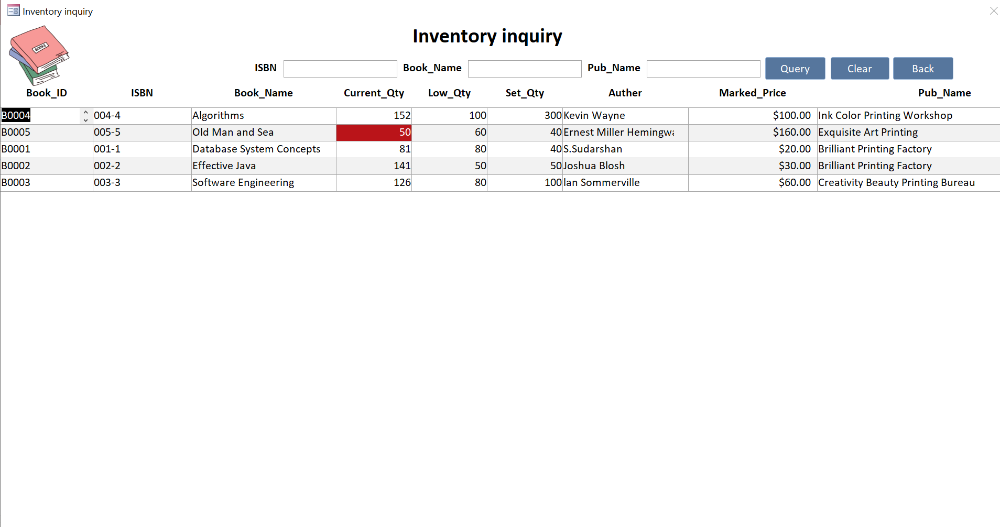 Inventory inquiry
BOOKS
Inventory inquiry
ISBN Book_Name Pub_Name Query Clear Back
Book_ID ISBN Book_Name Current_Qty Low_Qty Set_Qty Auther Marked_Price Pub_Name
B0004 004-4 Algorithms 152 100 300 Kevin Wayne $100.00 Ink Color Printing Workshop
B0005 005-5 Old Man and Sea 50 60 40 Ernest Miller Hemingwa $160.00 Exquisite Art Printing
B0001 001-1 Database System Concepts 81 80 40 S.Sudarshan $20.00 Brilliant Printing Factory
B0002 002-2 Effective Java 141 50 50 Joshua Blosh $30.00 Brilliant Printing Factory
B0003 003-3 Software Engineering 126 80 100 lan Sommerville $60.00 Creativity Beauty Printing Bureau